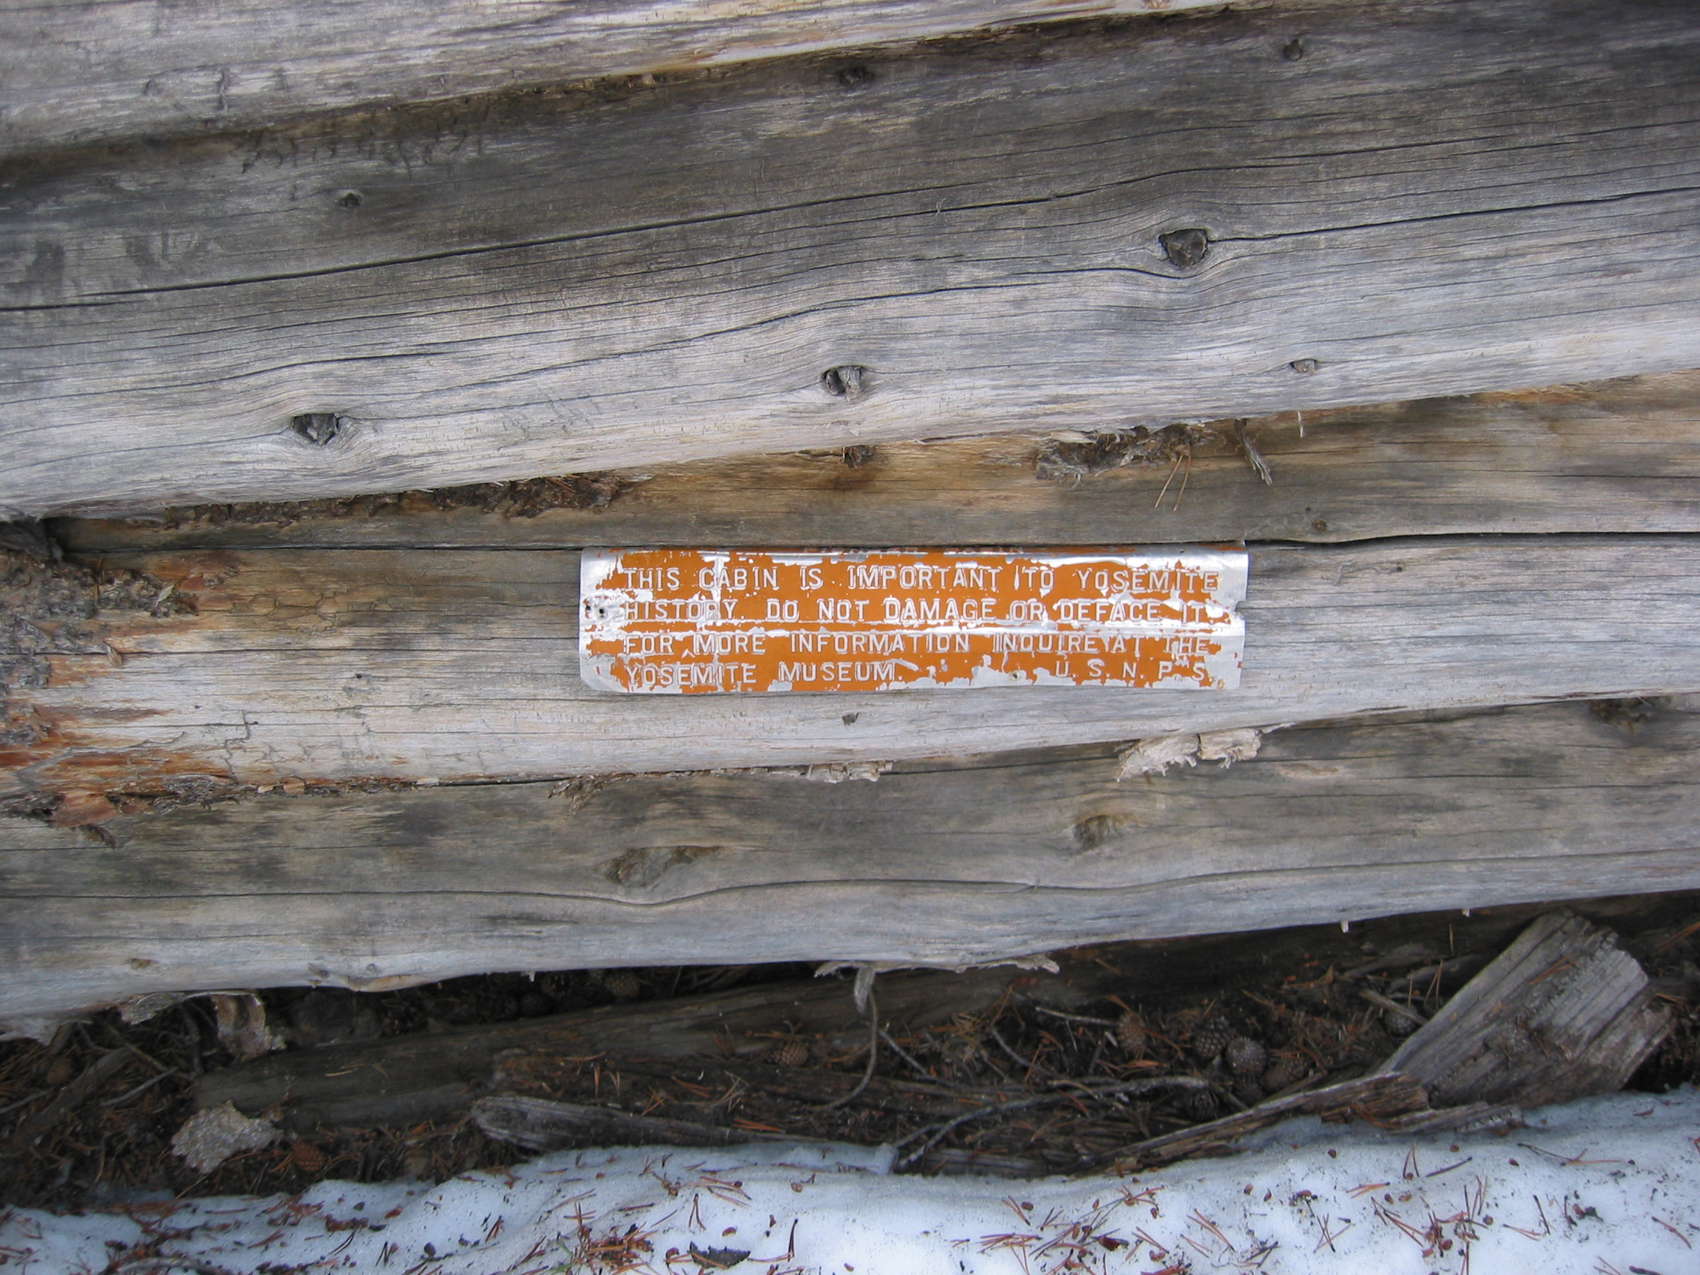 THIS CABIN IS IMPORTANT TO YOSEMITE
HISTORY DO NOT DAMAGE OR DEFACE IT.
FOR MORE INFORMATION INQUIRE AT THE
YOSEMITE MUSEUM. U.S.N.P.S.